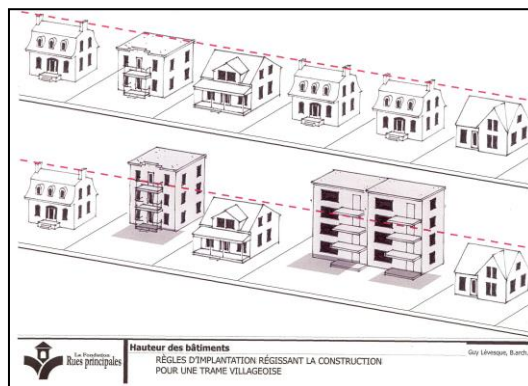 La Fondation
Rues principales
Hauteur des bâtiments
RÈGLES D'IMPLANTATION RÉGISSANT LA CONSTRUCTION
POUR UNE TRAME VILLAGEOISE
Guy Lévesque, B.arch.